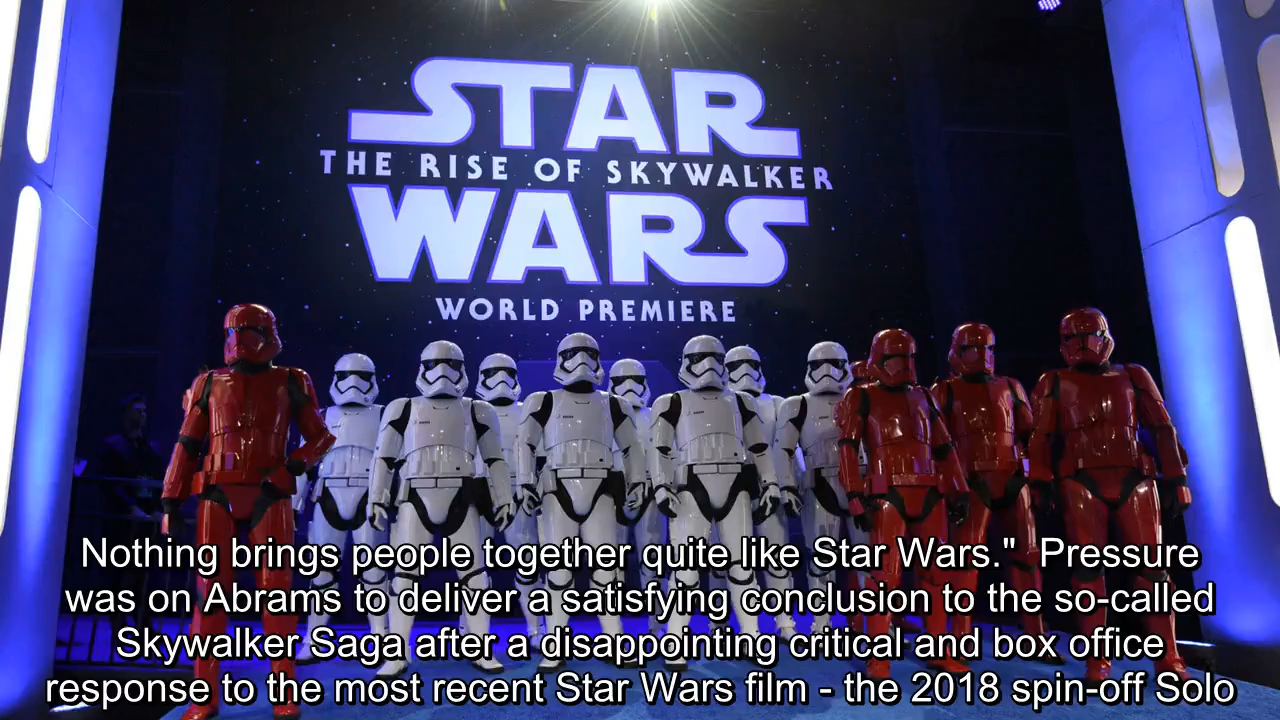 STAR
THE RISE OF SKYWALKER
WARS
WORLD PREMIERE
Nothing brings people together quite like Star Wars."  Pressure
was on Abrams to deliver a satisfying conclusion to the so-called
Skywalker Saga after a disappointing critical and box office
response to the most recent Star Wars film - the 2018 spin-off Solo